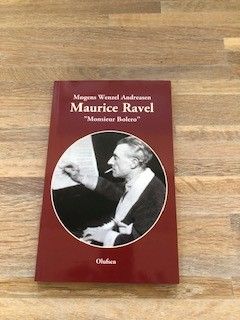 Mogens Wenzel Andreasen
Maurice Ravel
"Monsieur Bolero"
Olufsen